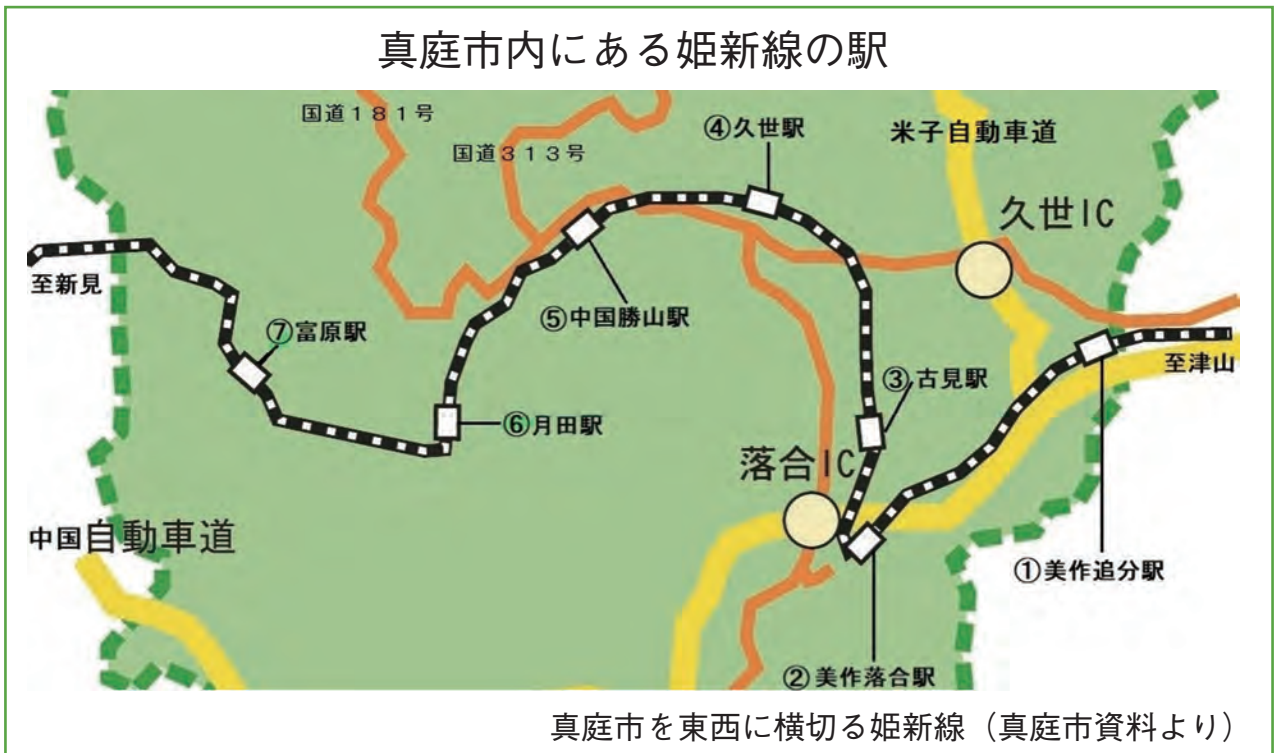 真庭市内にある姫新線の駅
国道181号
国道313号
④久世駅
米子自動車道
久世IC
至新見
⑦富原駅
⑤中国勝山駅
至津山
③古見駅
⑥月田駅
落合IC
中国自動車道
①美作追分駅
②美作落合駅
真庭市を東西に横切る姫新線（真庭市資料より）